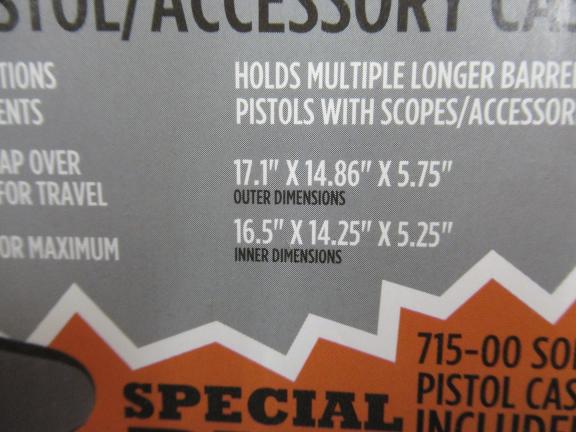 STOL/ACCESSORY CAS
TIONS
ENTS
AP OVER
FOR TRAVEL
OR MAXIMUM
HOLDS MULTIPLE LONGER BARREL
PISTOLS WITH SCOPES/ACCESSOR
17.1" X 14.86" X 5.75"
OUTER DIMENSIONS
16.5" X 14.25" X 5.25"
INNER DIMENSIONS
715-00 SO
PISTOL CAS
INCLUDE
SPECIAL